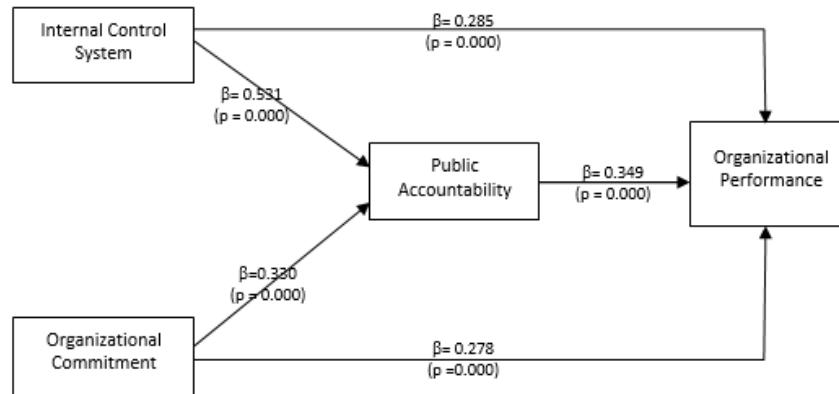 Internal Control
System
β= 0.285
(p = 0.000)
β= 0.531
(p = 0.000)
Public
Accountability
β= 0.349
(p = 0.000)
Organizational
Performance
β=0.330
(p = 0.000)
Organizational
Commitment
β= 0.278
(p =0.000)